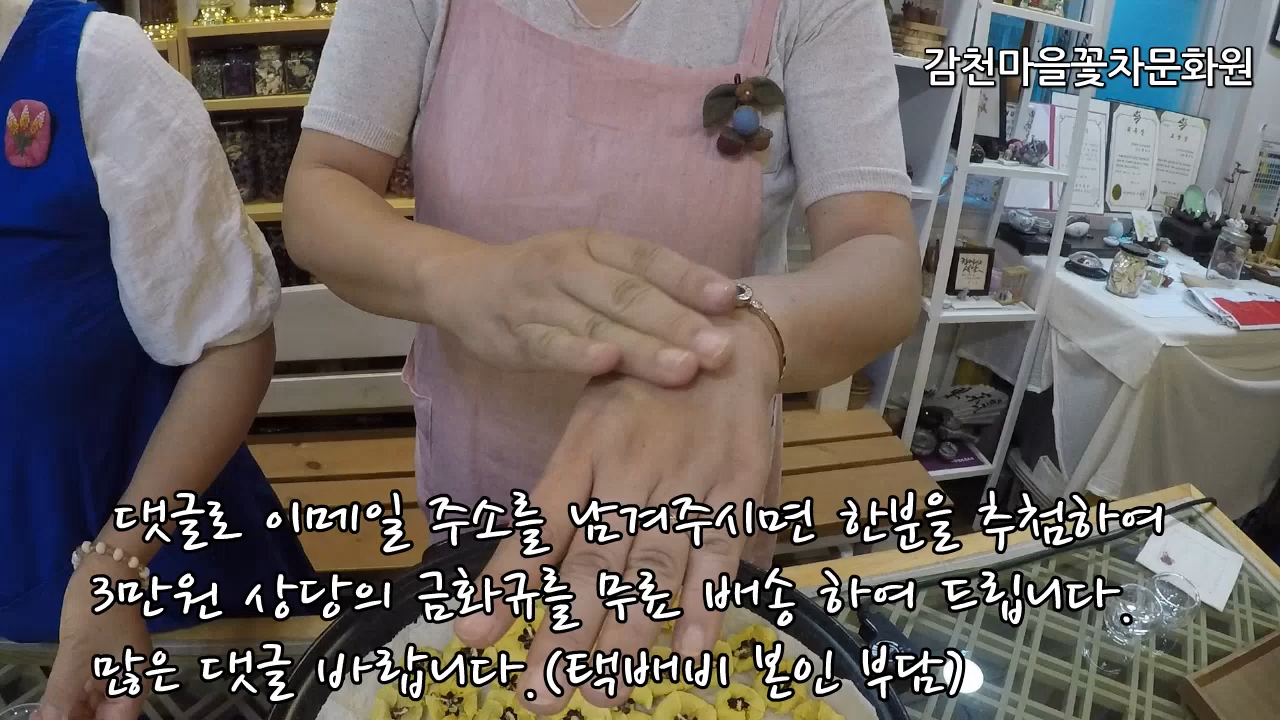 감천마을꽃차문화원
댓글로 이메일 주소를 남겨주시면 한분을 추첨하여
3만원 상당의 금화규를 무료 배송 하여 드립니다.
많은 댓글 바랍니다.(택배비 본인 부담)